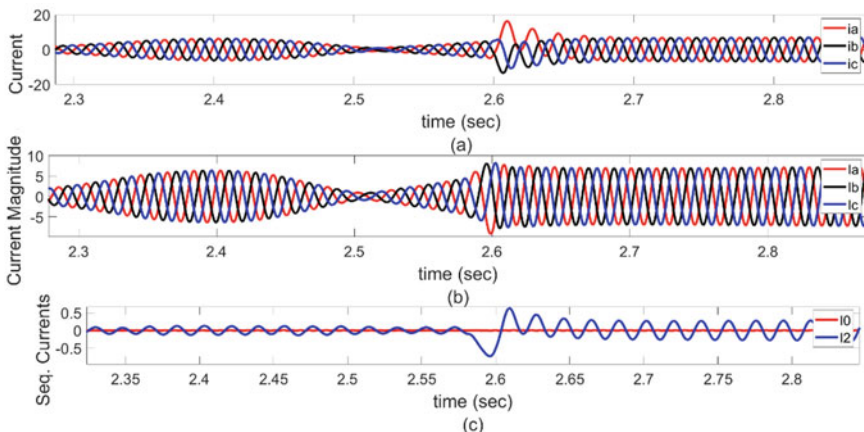 20
0
-20
Current
ia
ib
ic
2.3 2.4 2.5 2.6 2.7 2.8
time (sec)
(a)
10
5
0
-5
Current Magnitude
Ia
Ib
Ic
2.3 2.4 2.5 2.6 2.7 2.8
time (sec)
(b)
0.5
0
-0.5
Seq. Currents
I0
I2
2.35 2.4 2.45 2.5 2.55 2.6 2.65 2.7 2.75 2.8
time (sec)
(c)